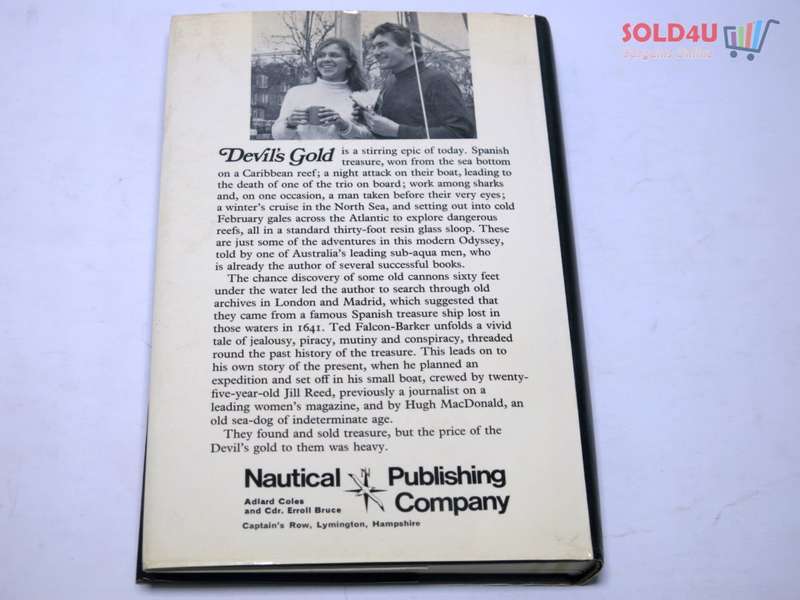 SOLD4U
Bargains Online
Devil's Gold is a stirring epic of today. Spanish
treasure, won from the sea bottom
on a Caribbean reef; a night attack on their boat, leading to
the death of one of the trio on board; work among sharks
and, on one occasion, a man taken before their very eyes;
a winter's cruise in the North Sea, and setting out into cold
February gales across the Atlantic to explore dangerous
reefs, all in a standard thirty-foot resin glass sloop. These
are just some of the adventures in this modern Odyssey,
told by one of Australia's leading sub-aqua men, who
is already the author of several successful books.
The chance discovery of some old cannons sixty feet
under the water led the author to search through old
archives in London and Madrid, which suggested that
they came from a famous Spanish treasure ship lost in
those waters in 1641. Ted Falcon-Barker unfolds a vivid
tale of jealousy, piracy, mutiny and conspiracy, threaded
round the past history of the treasure. This leads on to
his own story of the present, when he planned an
expedition and set off in his small boat, crewed by twenty-
five-year-old Jill Reed, previously a journalist on a
leading women's magazine, and by Hugh MacDonald, an
old sea-dog of indeterminate age.
They found and sold treasure, but the price of the
Devil's gold to them was heavy.
Nautical Publishing
Company
Adlard Coles
and Cdr. Erroll Bruce
Captain's Row, Lymington, Hampshire